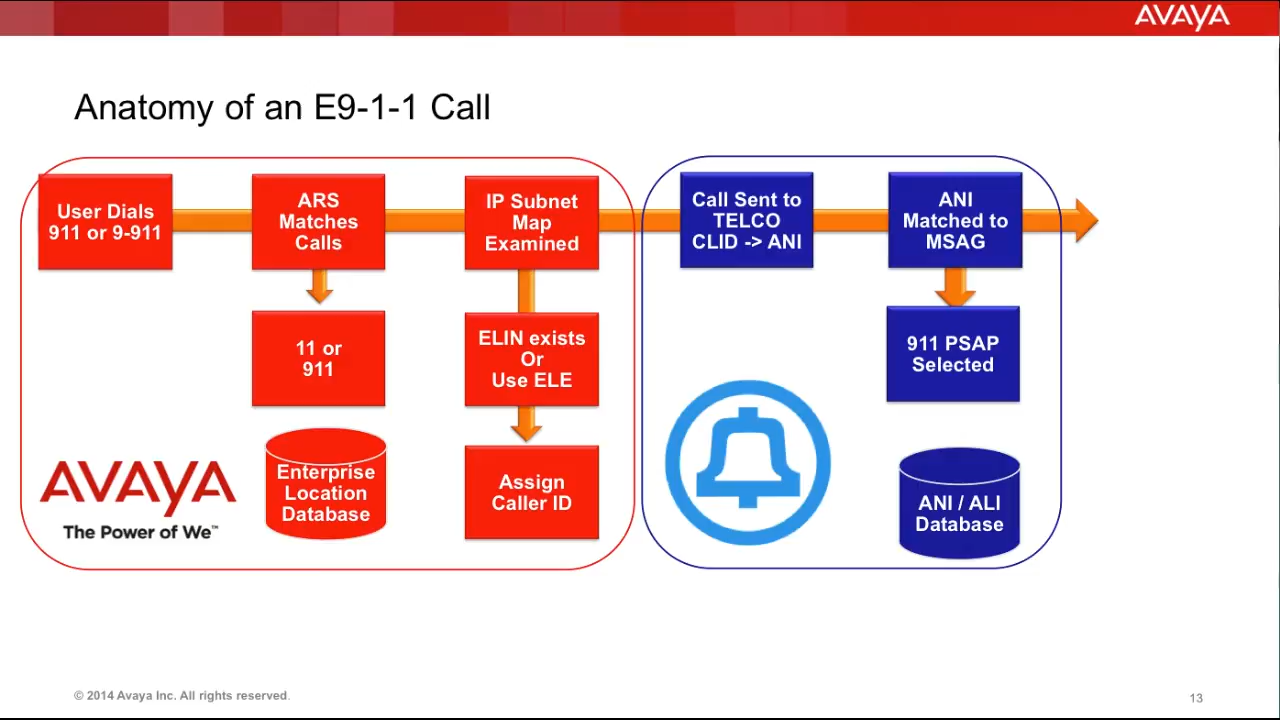 AVAYA
Anatomy of an E9-1-1 Call
User Dials
911 or 9-911
ARS
Matches
Calls
IP Subnet
Map
Examined
Call Sent to
TELCO
CLID -> ANI
ANI
Matched to
MSAG
11 or
911
ELIN exists
Or
Use ELE
911 PSAP
Selected
AVAYA
The Power of We™
Enterprise
Location
Database
Assign
Caller ID
ANI / ALI
Database
© 2014 Avaya Inc. All rights reserved.
13